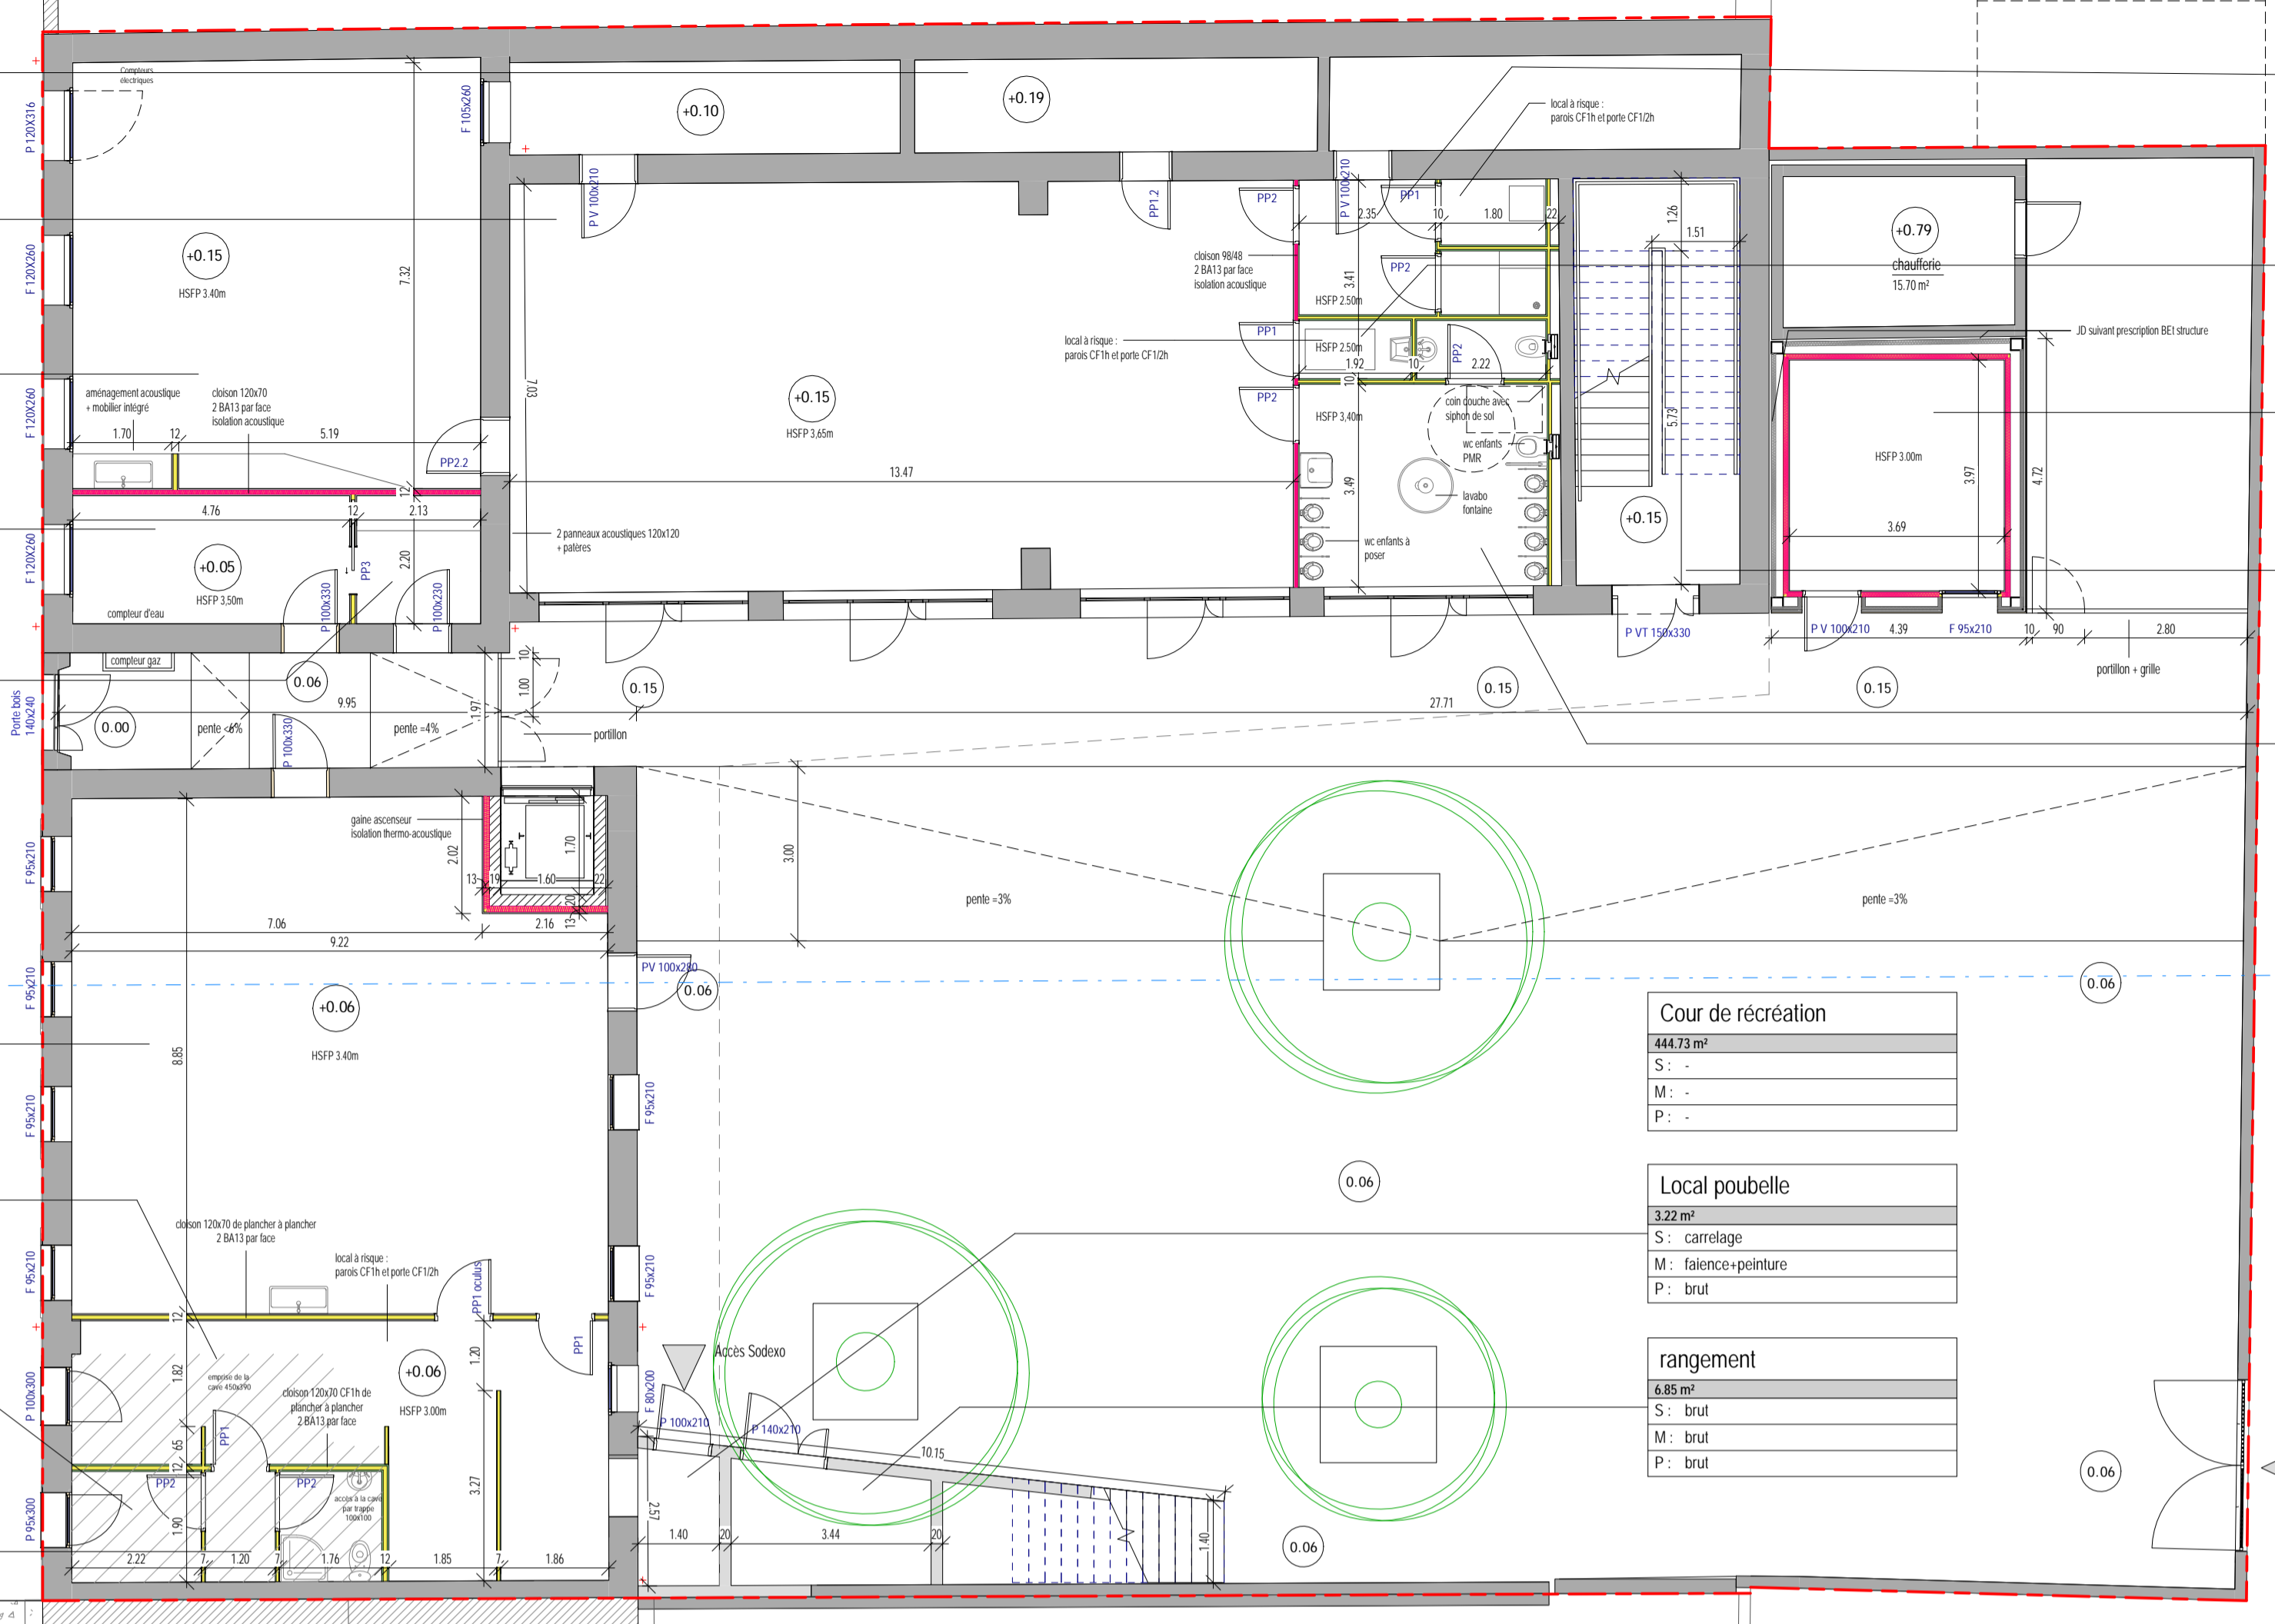 Compteurs
électriques
P 120X316
F 105x260
+0.10
+0.19
local à risque :
parois CF1h et porte CF1/2h
P V 100x210
PP1.2
P V 100x210
PP2
PP1
2.35
10
1.80
22
1.26
1.51
+0.79
chaufferie
15.70 m²
F 120X260
+0.15
HSFP 3.40m
7.32
cloison 98/48
2 BA13 par face
isolation acoustique
PP2
3.41
HSFP 2.50m
JD suivant prescription BEt structure
local à risque :
parois CF1h et porte CF1/2h
PP1
HSFP 2.50m
PP2
1.92
10
2.22
10
F 120X260
aménagement acoustique
+ mobilier intégré
cloison 120x70
2 BA13 par face
isolation acoustique
1.70
12
5.19
PP2.2
7.03
+0.15
HSFP 3,65m
PP2
HSFP 3,40m
coin douche avec
siphon de sol
wc enfants
PMR
5.73
HSFP 3.00m
3.97
4.72
13.47
3.49
lavabo
fontaine
wc enfants à
poser
+0.15
3.69
12
4.76
12
2.13
2 panneaux acoustiques 120x120
+ patères
F 120X260
+0.05
HSFP 3,50m
PP3
2.20
compteur d'eau
P 100x330
P 100x230
P VT 150x330
P V 100x210
4.39
F 95x210
10
90
2.80
portillon + grille
compteur gaz
0.06
10
1.00
0.15
0.15
0.15
Porte bois
140x240
0.00
9.95
pente <6%
P 100x330
pente =4%
1.97
portillon
27.71
gaine ascenseur
isolation thermo-acoustique
2.02
1.70
13
19
1.60
22
20
13
3.00
F 95x210
pente =3%
pente =3%
7.06
2.16
9.22
F 95x210
+0.06
HSFP 3.40m
8.85
PV 100x280
0.06
0.06
Cour de récréation
444.73 m²
S : -
M : -
P : -
F 95x210
F 95x210
0.06
Local poubelle
3.22 m²
S : carrelage
M : faience+peinture
P : brut
cloison 120x70 de plancher à plancher
2 BA13 par face
local à risque :
parois CF1h et porte CF1/2h
F 95x210
F 95x210
12
PP1 oculus
PP1
rangement
6.85 m²
S : brut
M : brut
P : brut
Accès Sodexo
1.82
1.20
+0.06
HSFP 3.00m
emprise de la
cave 450x390
cloison 120x70 CF1h de
plancher à plancher
2 BA13 par face
P 100x300
F 80x200
P 100x210
P 140x210
10.15
PP1
65
12
PP2
PP2
accès à la cave
par trappe
100x100
3.27
0.06
P 95x300
1.90
2.57
2.22
7
1.20
7
1.76
12
1.85
7
1.86
1.40
20
3.44
20
1.40
0.06